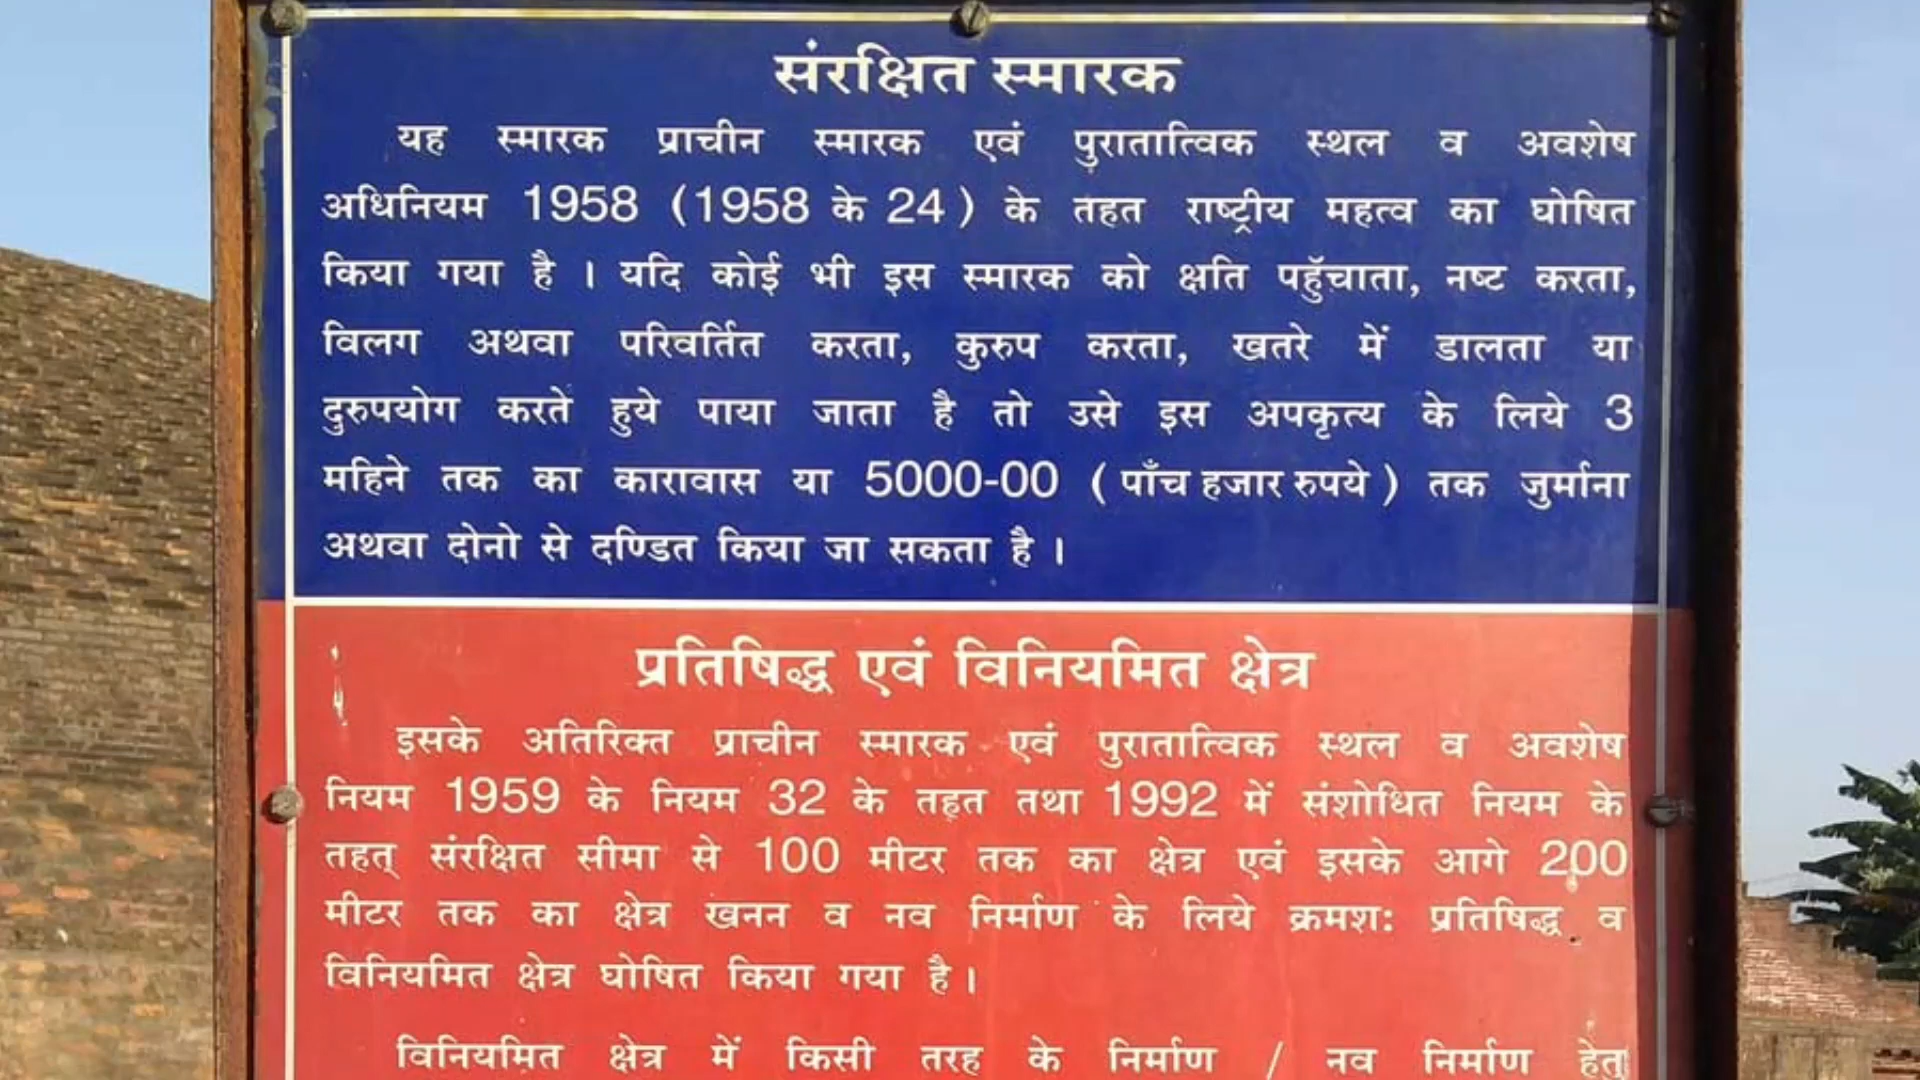 संरक्षित स्मारक
यह स्मारक प्राचीन स्मारक एवं पुरातात्विक स्थल व अवशेष
अधिनियम 1958 (1958 के 24) के तहत राष्ट्रीय महत्व का घोषित
किया गया है । यदि कोई भी इस स्मारक को क्षति पहुँचाता, नष्ट करता,
विलग अथवा परिवर्तित करता, कुरुप करता, खतरे में डालता या
दुरुपयोग करते हुये पाया जाता है तो उसे इस अपकृत्य के लिये 3
महिने तक का कारावास या 5000-00 (पाँच हजार रुपये) तक जुर्माना
अथवा दोनो से दण्डित किया जा सकता है ।
प्रतिषिद्ध एवं विनियमित क्षेत्र
इसके अतिरिक्त प्राचीन स्मारक एवं पुरातात्विक स्थल व अवशेष
नियम 1959 के नियम 32 के तहत तथा 1992 में संशोधित नियम के
तहत् संरक्षित सीमा से 100 मीटर तक का क्षेत्र एवं इसके आगे 200
मीटर तक का क्षेत्र खनन व नव निर्माण के लिये क्रमश: प्रतिषिद्ध व
विनियमित क्षेत्र घोषित किया गया है ।
विनियमित क्षेत्र में किसी तरह के निर्माण / नव निर्माण हेतु